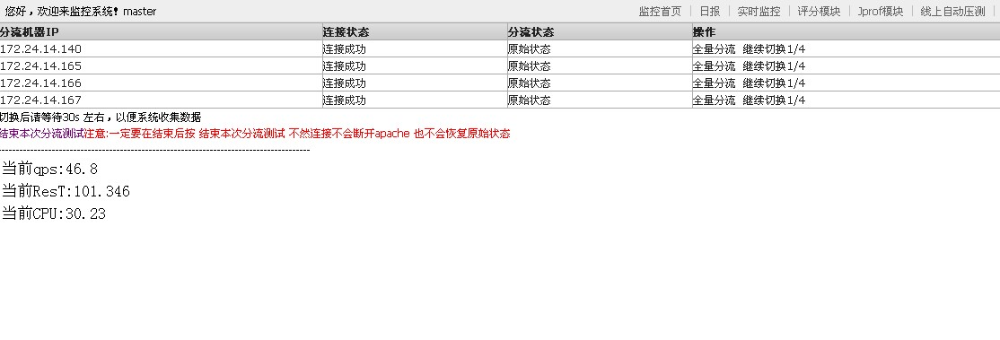 您好，欢迎来监控系统! master 监控首页 | 日报 | 实时监控 | 评分模块 | Jprof模块 | 线上自动压测 |
分流机器IP 连接状态 分流状态 操作
172.24.14.140 连接成功 原始状态 全量分流 继续切换1/4
172.24.14.165 连接成功 原始状态 全量分流 继续切换1/4
172.24.14.166 连接成功 原始状态 全量分流 继续切换1/4
172.24.14.167 连接成功 原始状态 全量分流 继续切换1/4
切换后请等待30s 左右，以便系统收集数据
结束本次分流测试注意:一定要在结束后按 结束本次分流测试 不然连接不会断开apache 也不会恢复原始状态
当前qps:46.8
当前ResT:101.346
当前CPU:30.23